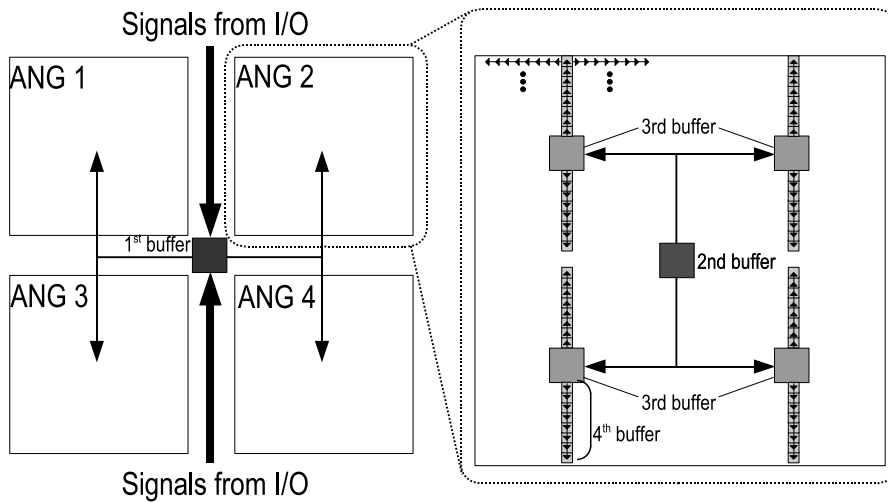 Signals from I/O
ANG 1
ANG 2
1st buffer
ANG 3
ANG 4
Signals from I/O
3rd buffer
2nd buffer
3rd buffer
4th buffer